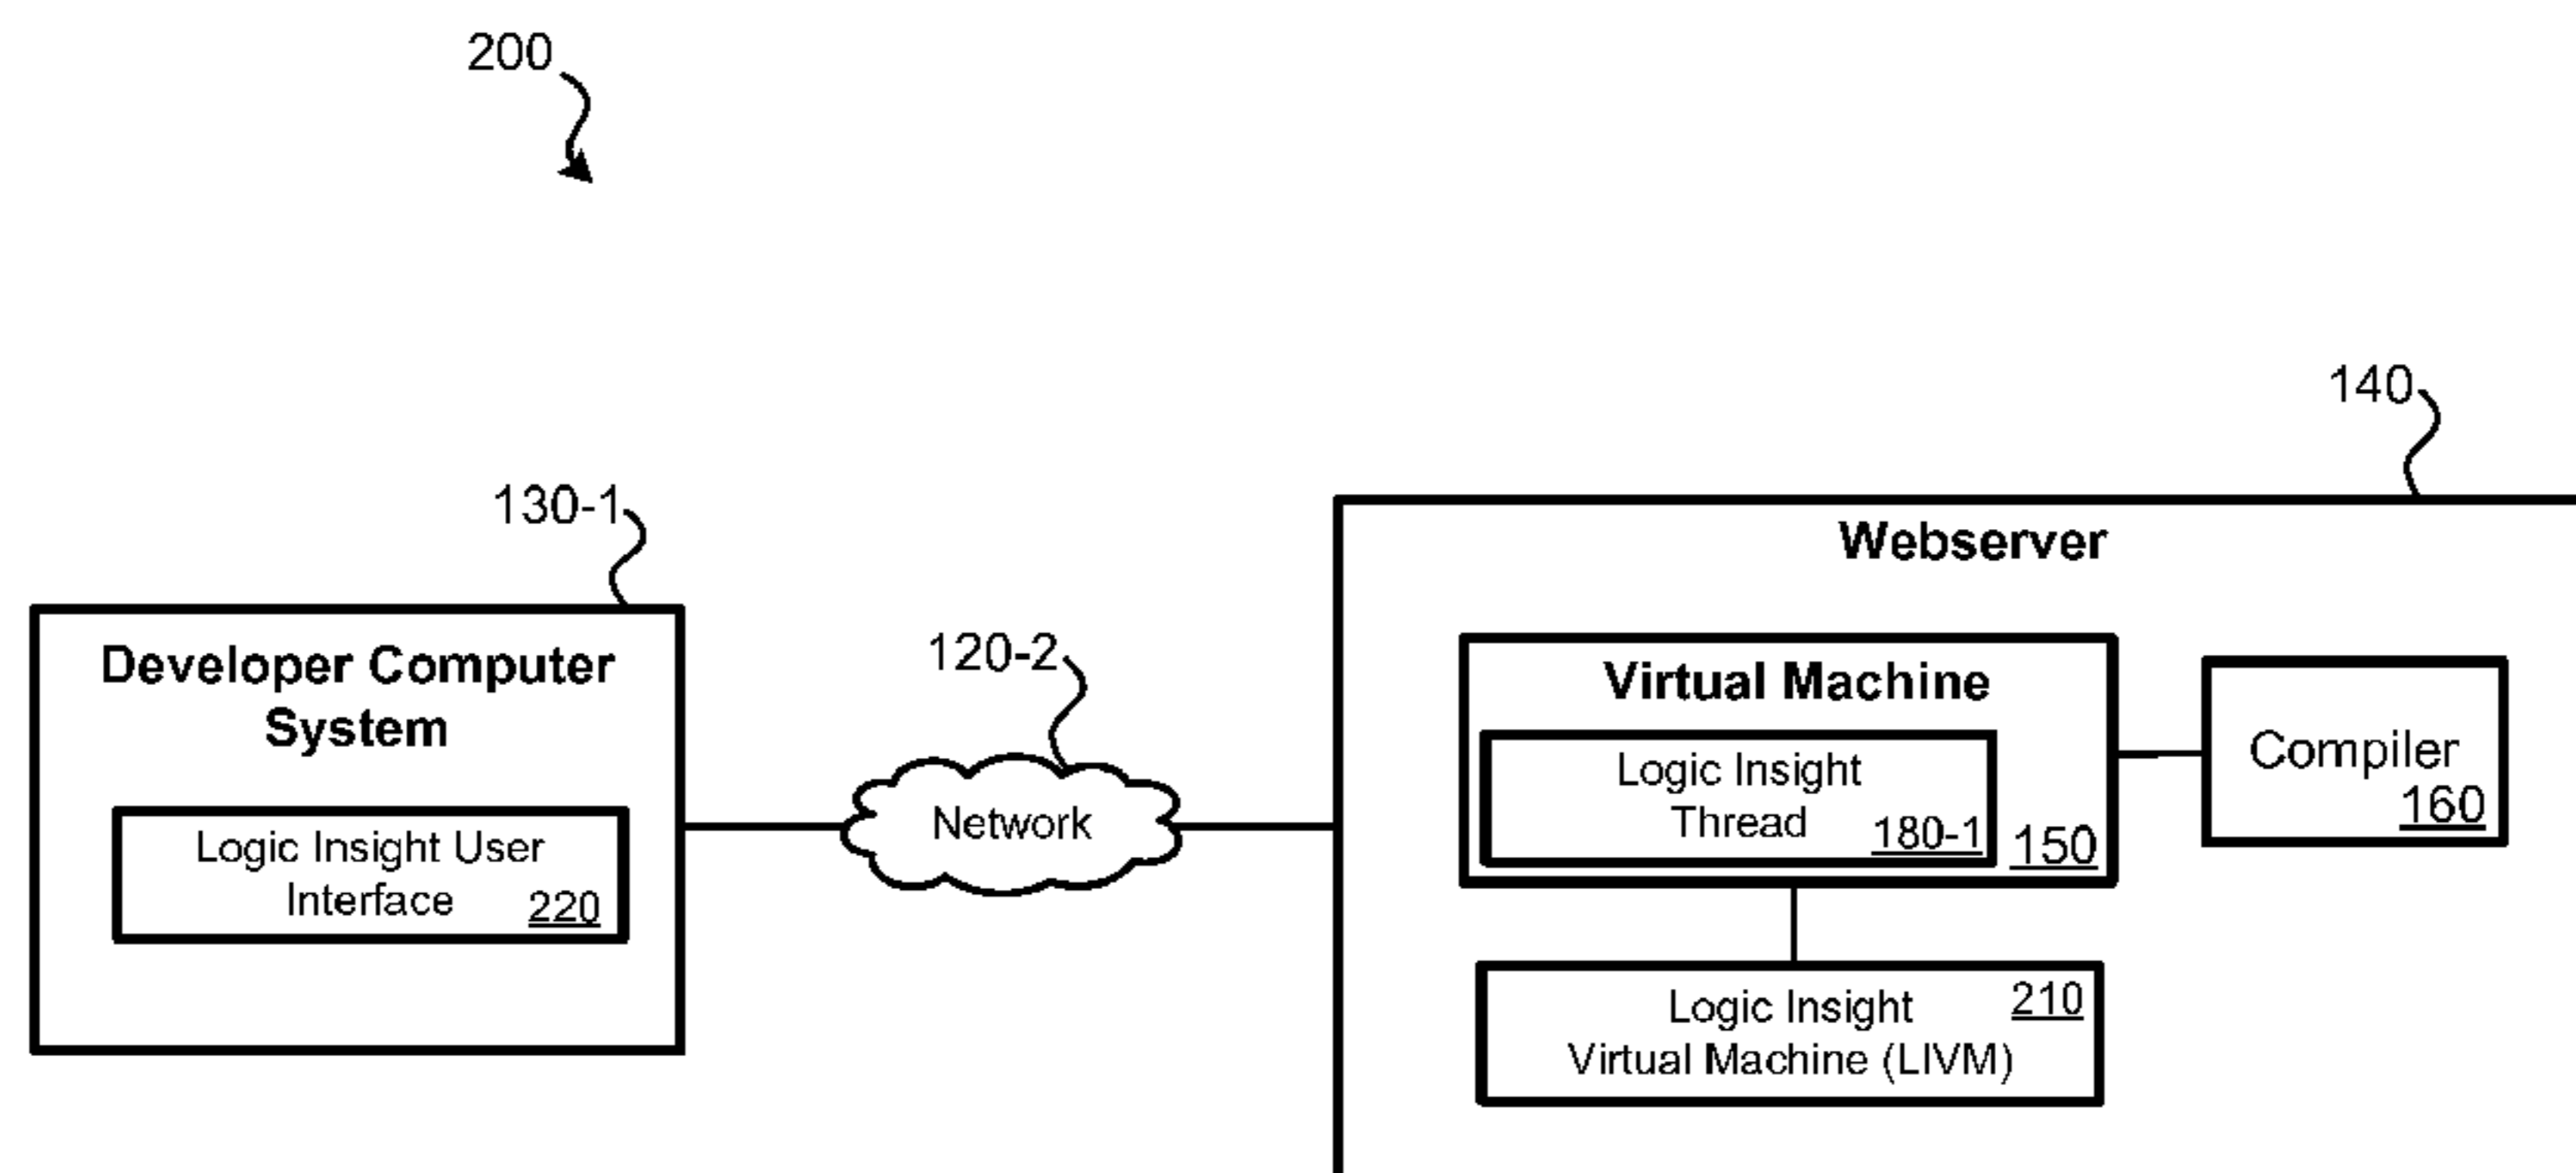 200
140
Webserver
130-1
Developer Computer
System
Logic Insight User
Interface 220
120-2
Network
Virtual Machine
Logic Insight
Thread 180-1
150
Compiler
160
Logic Insight 210
Virtual Machine (LIVM)